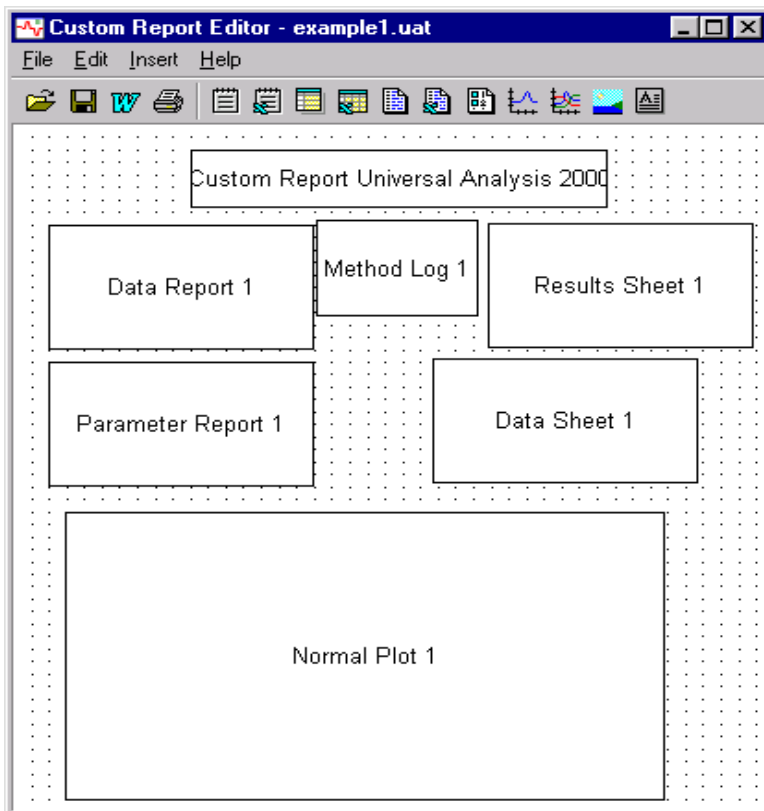 Custom Report Editor - example1.uat
File Edit Insert Help
Custom Report Universal Analysis 2000
Data Report 1
Method Log 1
Results Sheet 1
Parameter Report 1
Data Sheet 1
Normal Plot 1